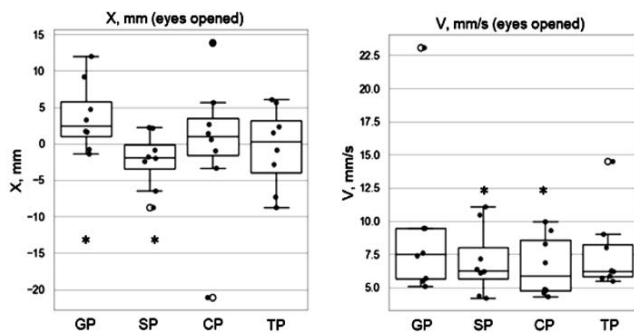 X, mm (eyes opened)
X, mm
15
10
5
0
−5
−10
−15
−20
*
*
GP
SP
CP
TP
V, mm/s (eyes opened)
V, mm/s
22.5
20.0
17.5
15.0
12.5
10.0
7.5
5.0
*
*
GP
SP
CP
TP